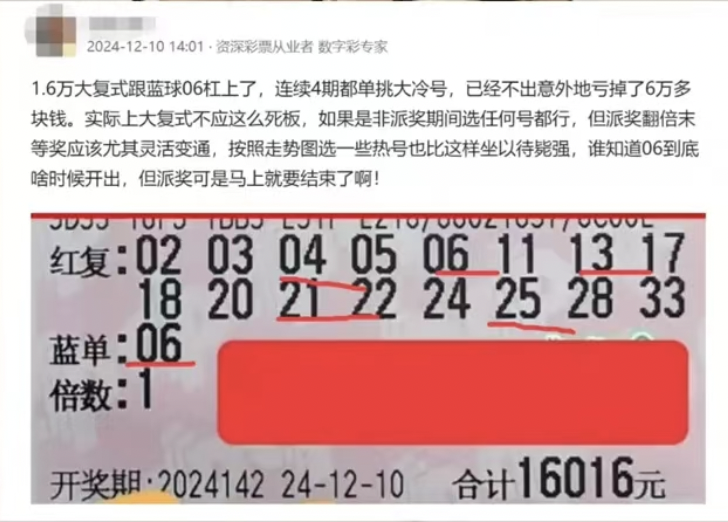 2024-12-10 14:01 · 资深彩票从业者 数字彩专家
1.6万大复式跟蓝球06杠上了，连续4期都单挑大冷号，已经不出意外地亏掉了6万多
块钱。实际上大复式不应这么死板，如果是非派奖期间选任何号都行，但派奖翻倍末
等奖应该尤其灵活变通，按照走势图选一些热号也比这样坐以待毙强，谁知道06到底
啥时候开出，但派奖可是马上就要结束了啊！
红复:02 03 04 05 06 11 13 17
18 20 21 22 24 25 28 33
蓝单:06
倍数:1
开奖期:2024142 24-12-10 合计16016元